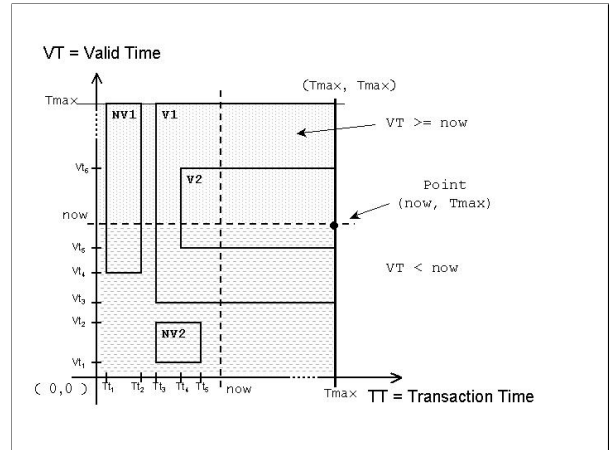 VT = Valid Time
(Tmax, Tmax)
Tmax
NV1
V1
VT >= now
Vt6
V2
Point
(now, Tmax)
now
Vt5
VT < now
Vt4
Vt3
Vt2
NV2
Vt1
( 0,0 )
Tt1 Tt2 Tt3 Tt4 Tt5 now
Tmax
TT = Transaction Time